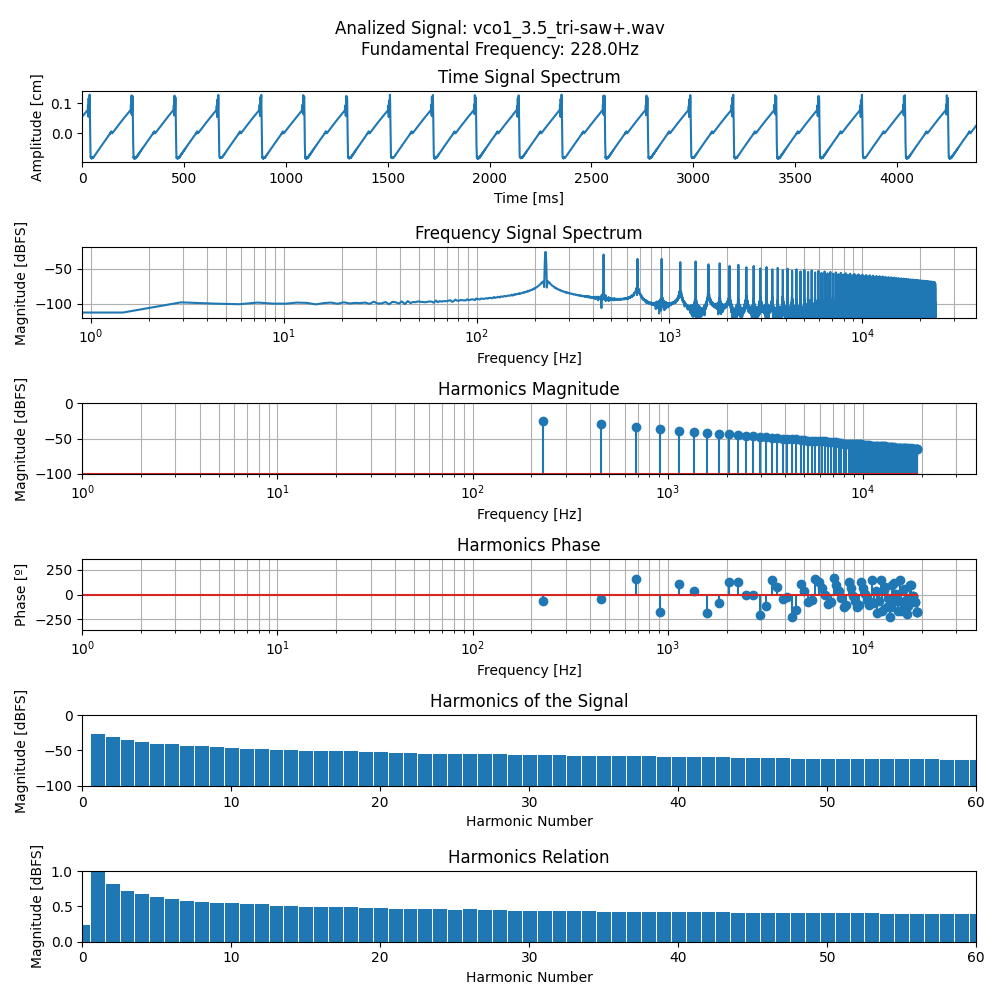 Analized Signal: vco1_3.5_tri-saw+.wav
Fundamental Frequency: 228.0Hz
Time Signal Spectrum
Amplitude [cm]
0.1
0.0
0 500 1000 1500 2000 2500 3000 3500 4000
Time [ms]
Frequency Signal Spectrum
Magnitude [dBFS]
−50
−100
10⁰ 10¹ 10² 10³ 10⁴
Frequency [Hz]
Harmonics Magnitude
Magnitude [dBFS]
0
−50
−100
10⁰ 10¹ 10² 10³ 10⁴
Frequency [Hz]
Harmonics Phase
Phase [º]
250
0
−250
10⁰ 10¹ 10² 10³ 10⁴
Frequency [Hz]
Harmonics of the Signal
Magnitude [dBFS]
0
−50
−100
0 10 20 30 40 50 60
Harmonic Number
Harmonics Relation
Magnitude [dBFS]
1.0
0.5
0.0
0 10 20 30 40 50 60
Harmonic Number